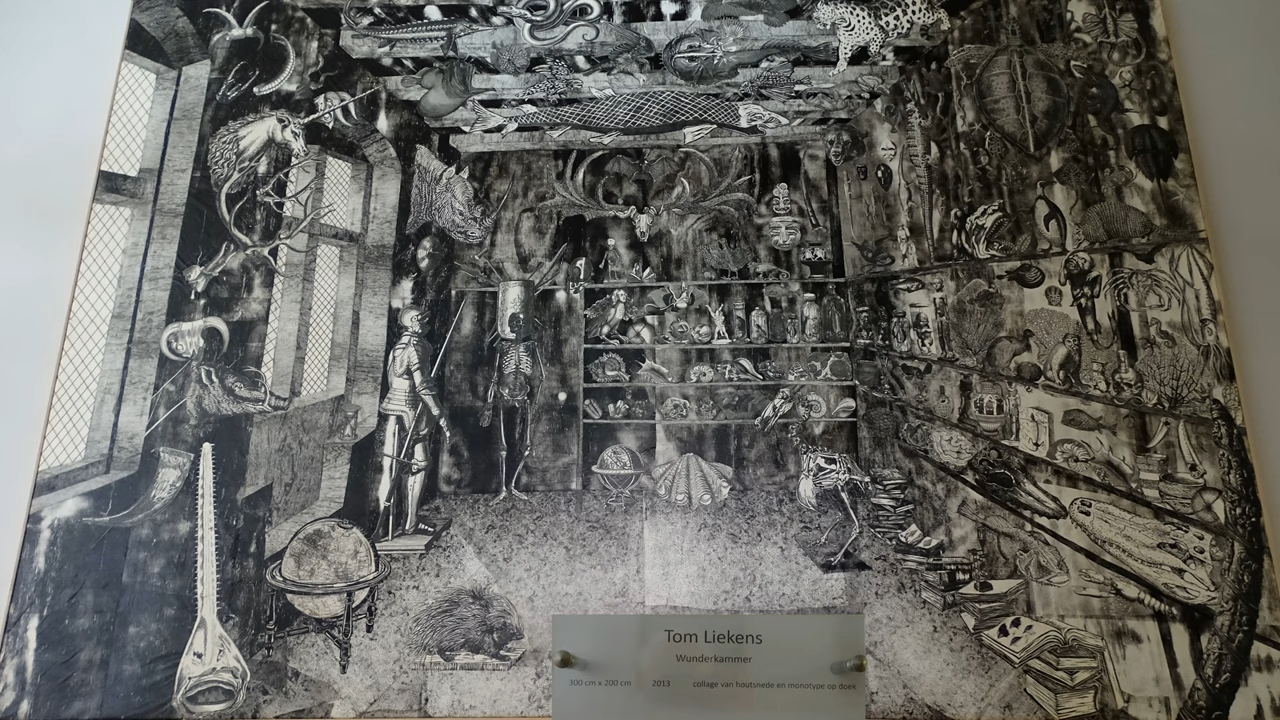 Tom Liekens
Wunderkammer
300 cm x 200 cm 2013 collage van houtsnede en monotype op doek